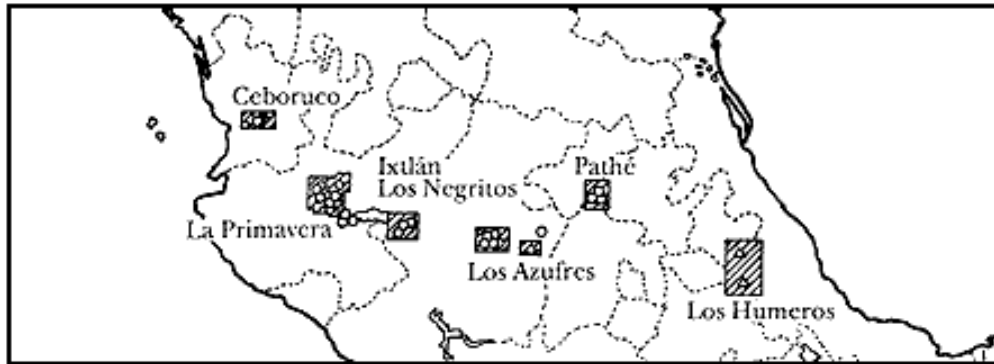 Ceboruco
Ixtlán
Los Negritos
Pathé
La Primavera
Los Azufres
Los Humeros